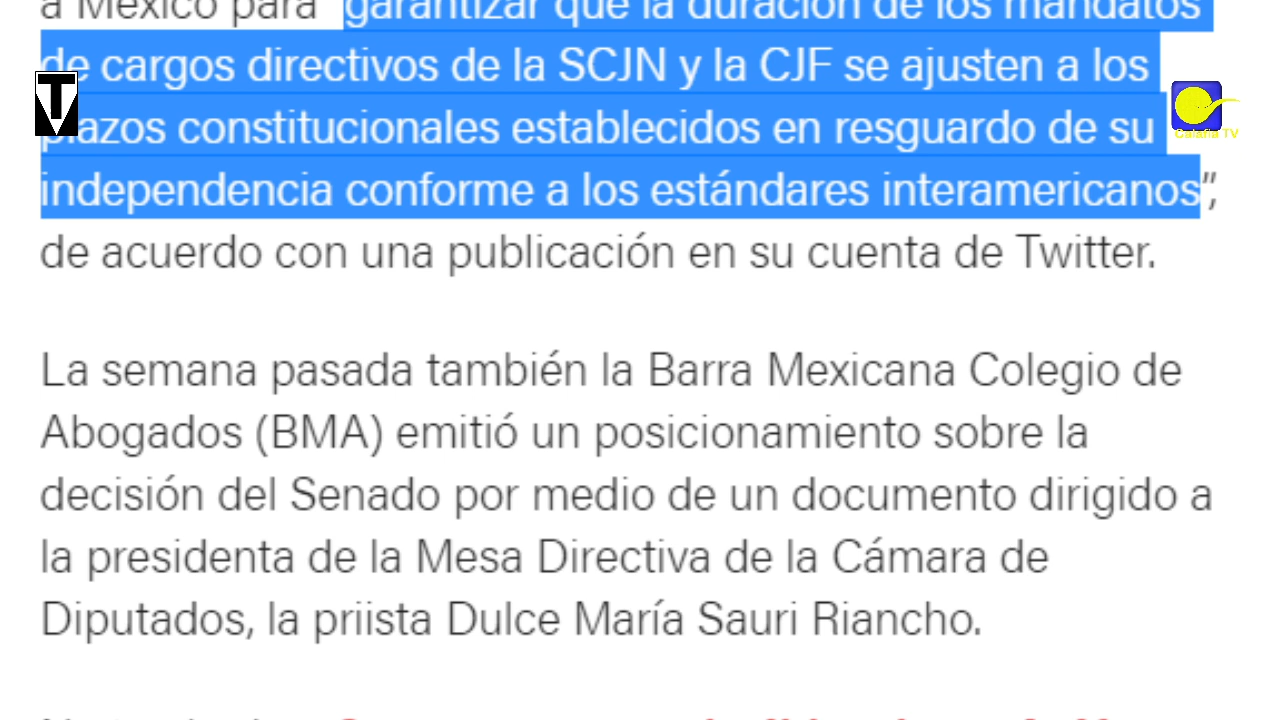 a México para "garantizar que la duración de los mandatos
de cargos directivos de la SCJN y la CJF se ajusten a los
plazos constitucionales establecidos en resguardo de su
independencia conforme a los estándares interamericanos",
de acuerdo con una publicación en su cuenta de Twitter.
La semana pasada también la Barra Mexicana Colegio de
Abogados (BMA) emitió un posicionamiento sobre la
decisión del Senado por medio de un documento dirigido a
la presidenta de la Mesa Directiva de la Cámara de
Diputados, la priista Dulce María Sauri Riancho.
TV
Calafia TV